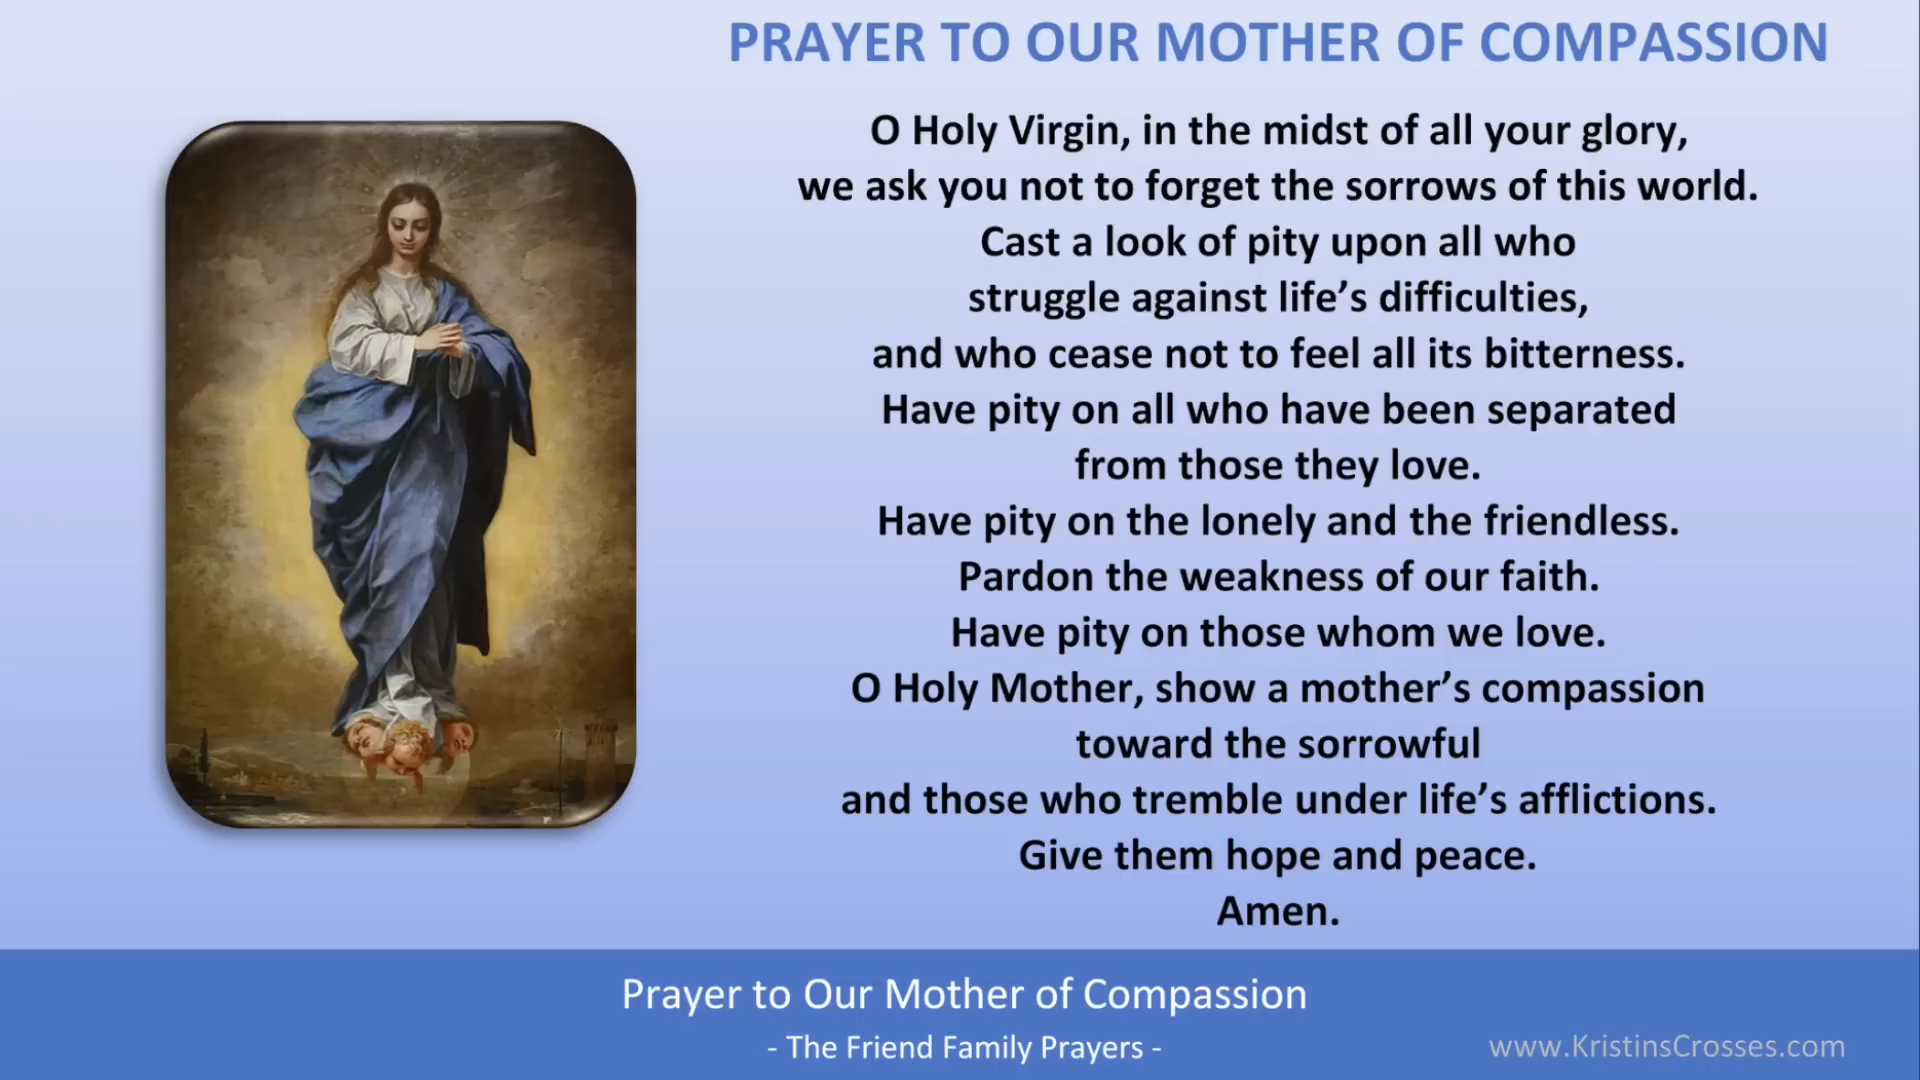 PRAYER TO OUR MOTHER OF COMPASSION
O Holy Virgin, in the midst of all your glory,
we ask you not to forget the sorrows of this world.
Cast a look of pity upon all who
struggle against life’s difficulties,
and who cease not to feel all its bitterness.
Have pity on all who have been separated
from those they love.
Have pity on the lonely and the friendless.
Pardon the weakness of our faith.
Have pity on those whom we love.
O Holy Mother, show a mother’s compassion
toward the sorrowful
and those who tremble under life’s afflictions.
Give them hope and peace.
Amen.
Prayer to Our Mother of Compassion
- The Friend Family Prayers -
www.KristinsCrosses.com